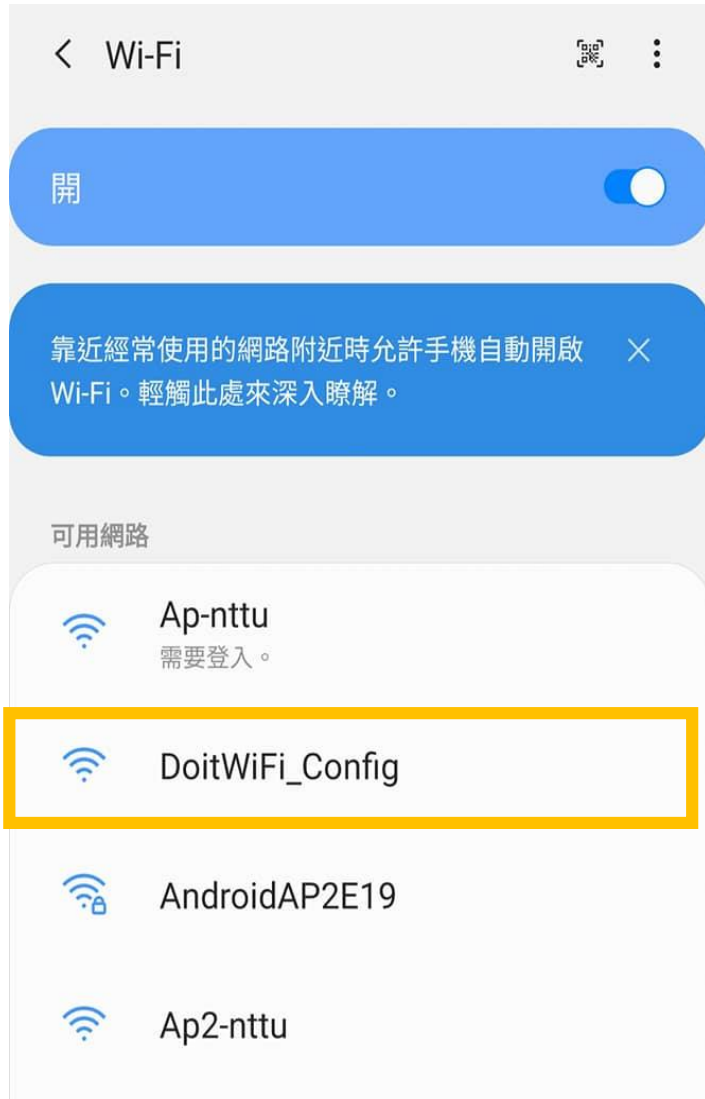 Wi-Fi
開
靠近經常使用的網路附近時允許手機自動開啟
Wi-Fi。輕觸此處來深入瞭解。
可用網路
Ap-nttu
需要登入。
DoitWiFi_Config
AndroidAP2E19
Ap2-nttu